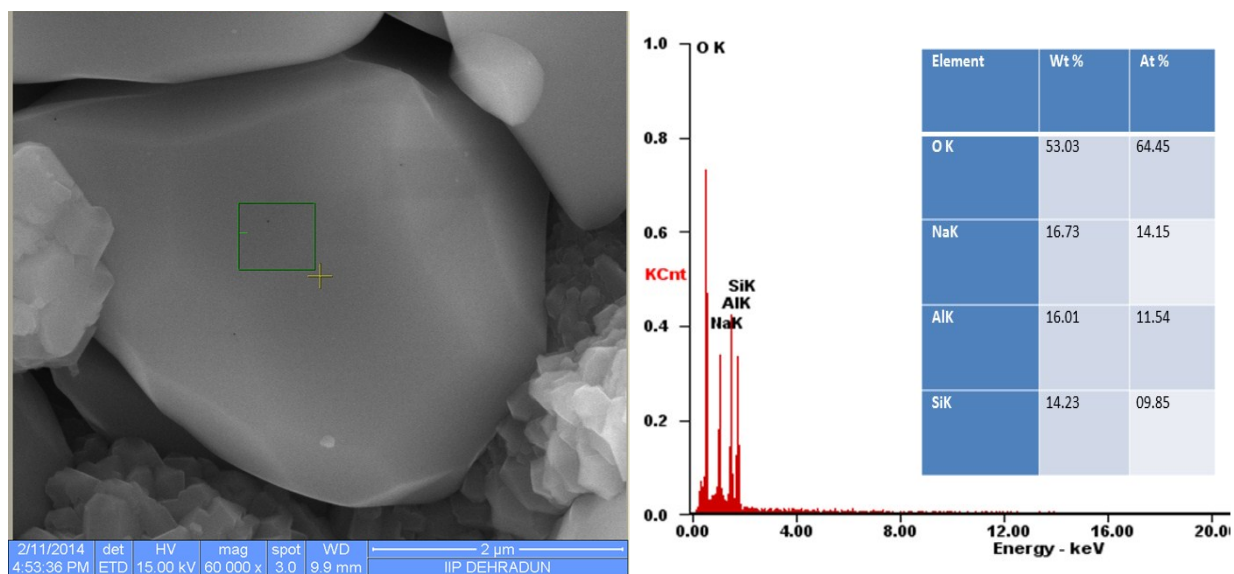 2/11/2014 det HV mag spot WD 2 µm
4:53:36 PM ETD 15.00 kV 60 000 x 3.0 9.9 mm IIP DEHRADUN
1.0
0.8
0.6
0.4
0.2
0.0
KCnt
O K
NaK
SiK
AlK
0.00 4.00 8.00 12.00 16.00 20.0
Energy - keV
Element Wt % At %
O K 53.03 64.45
NaK 16.73 14.15
AlK 16.01 11.54
SiK 14.23 09.85